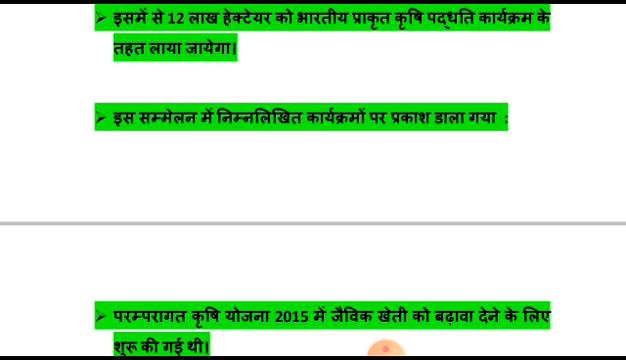 ➢ इसमें से 12 लाख हेक्टेयर को भारतीय प्राकृत कृषि पद्धति कार्यक्रम के
तहत लाया जायेगा।
➢ इस सम्मेलन में निम्नलिखित कार्यक्रमों पर प्रकाश डाला गया :
➢ परम्परागत कृषि योजना 2015 में जैविक खेती को बढ़ावा देने के लिए
शुरू की गई थी।